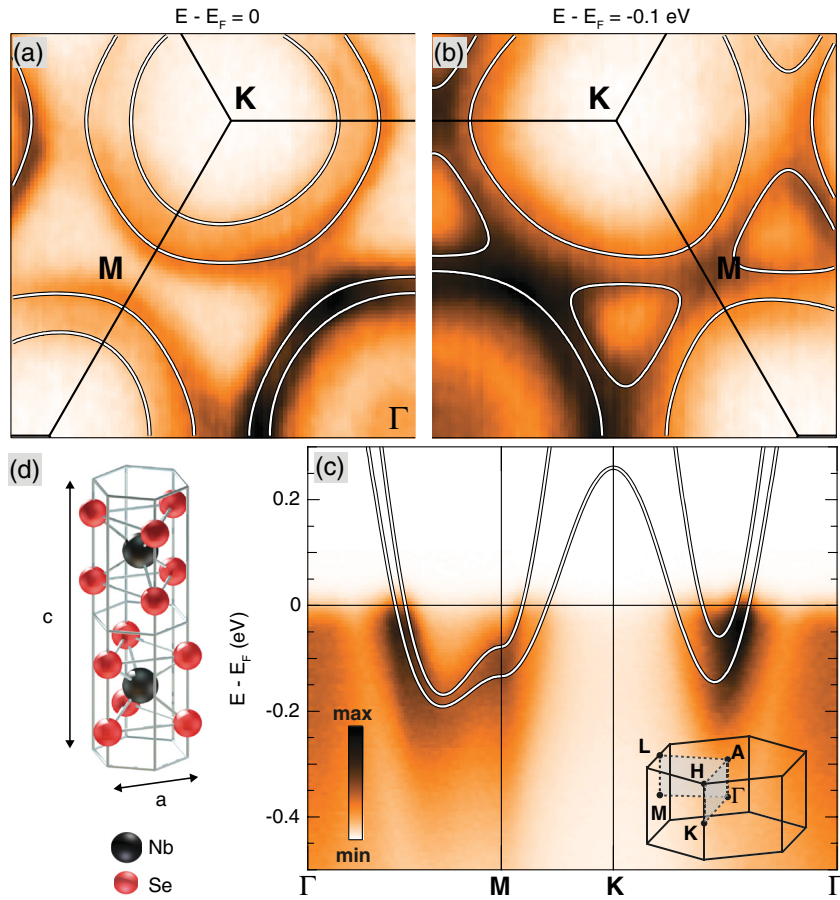 E - E_F = 0
E - E_F = -0.1 eV
(a)
K
M
Γ
(b)
K
M
(d)
c
a
Nb
Se
(c)
E - E_F (eV)
0.2
0
-0.2
-0.4
max
min
L
A
H
M
Γ
K
Γ
M
K
Γ